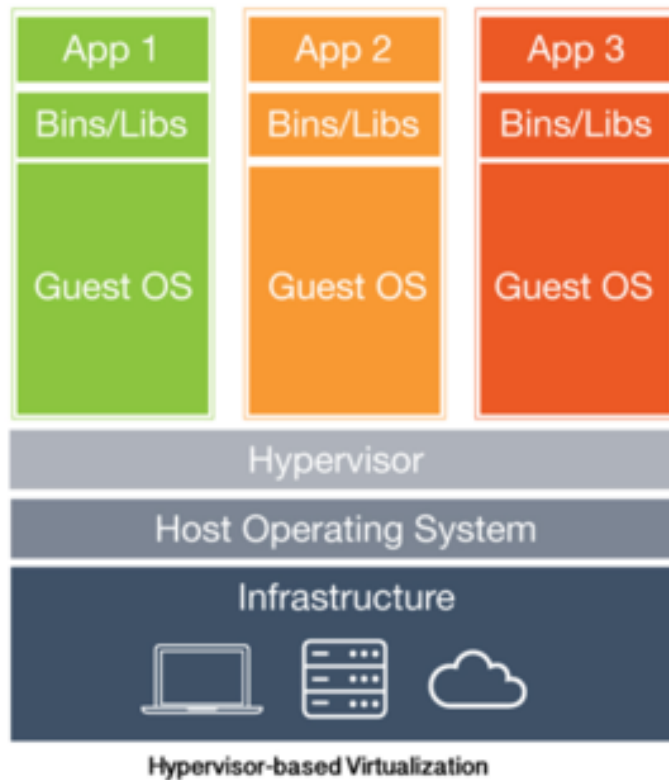 App 1 App 2 App 3
Bins/Libs Bins/Libs Bins/Libs
Guest OS Guest OS Guest OS
Hypervisor
Host Operating System
Infrastructure
Hypervisor-based Virtualization